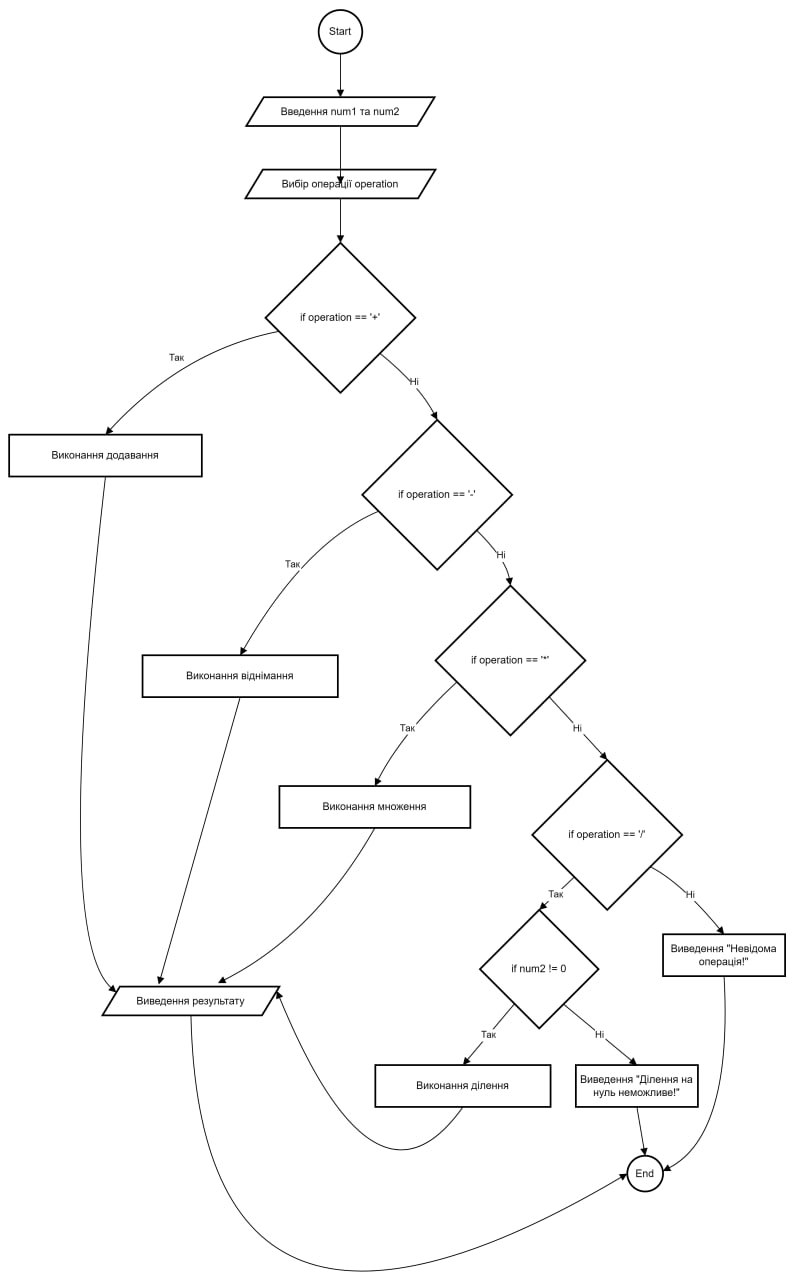 Start
Введення num1 та num2
Вибір операції operation
if operation == '+'
Так
Ні
Виконання додавання
if operation == '-'
Так
Ні
Виконання віднімання
if operation == '*'
Так
Ні
Виконання множення
if operation == '/'
Так
Ні
Виведення "Невідома
операція!"
if num2 != 0
Виведення результату
Так
Ні
Виконання ділення
Виведення "Ділення на
нуль неможливе!"
End